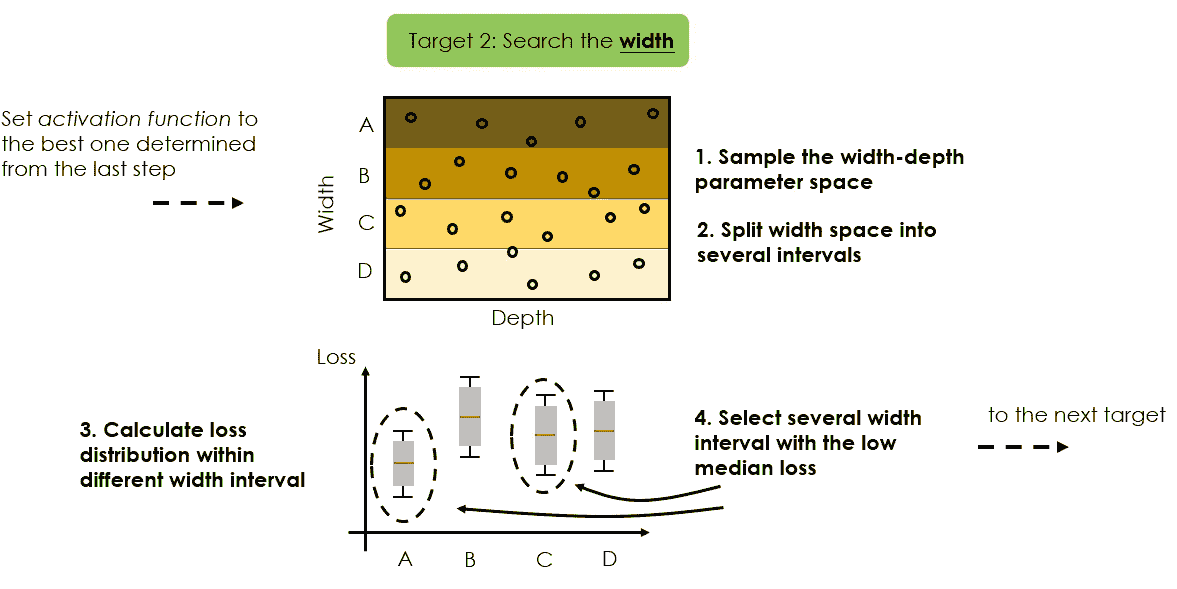 Target 2: Search the width
Set activation function to
the best one determined
from the last step
Width
A
B
C
D
Depth
1. Sample the width-depth
parameter space
2. Split width space into
several intervals
Loss
3. Calculate loss
distribution within
different width interval
A
B
C
D
4. Select several width
interval with the low
median loss
to the next target